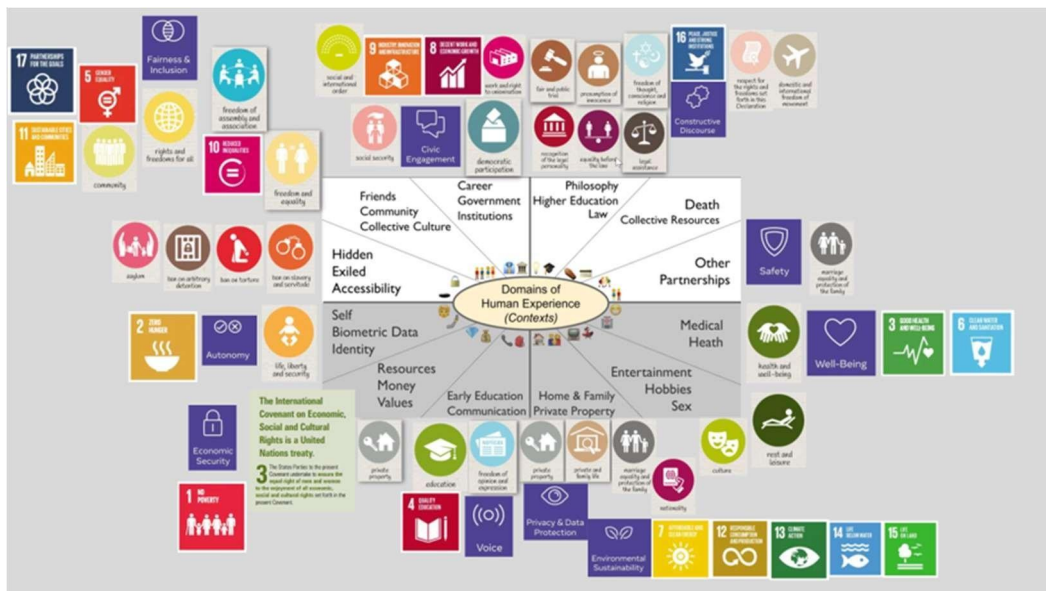 17 PARTNERSHIPS
FOR THE GOALS
5 GENDER
EQUALITY
Fairness &
Inclusion
freedom of
assembly and
association
11 SUSTAINABLE CITIES
AND COMMUNITIES
community
rights and
freedoms for all
10 REDUCED
INEQUALITIES
freedom and
equality
social and
international
order
9 INDUSTRY, INNOVATION
AND INFRASTRUCTURE
8 DECENT WORK AND
ECONOMIC GROWTH
work and right
to unionisation
fair and public
trial
presumption of
innocence
freedom of
thought,
conscience and
religion
16 PEACE, JUSTICE
AND STRONG
INSTITUTIONS
respect for
the rights and
freedoms set
forth in this
Declaration
domestic and
international
freedom of
movement
social security
Civic
Engagement
democratic
participation
recognition
of the legal
personality
equality before
the law
legal
assistance
Constructive
Discourse
Friends
Community
Collective Culture
Career
Government
Institutions
Philosophy
Higher Education
Law
Death
Collective Resources
Hidden
Exiled
Accessibility
Other
Partnerships
Domains of
Human Experience
(Contexts)
Self
Biometric Data
Identity
Medical
Heath
Resources
Money
Values
Early Education
Communication
Home & Family
Private Property
Entertainment
Hobbies
Sex
asylum
ban on arbitrary
detention
ban on torture
ban on slavery
and servitude
Safety
marriage
equality and
protection of
the family
2 ZERO
HUNGER
Autonomy
life, liberty
and security
health and
well-being
Well-Being
3 GOOD HEALTH
AND WELL-BEING
6 CLEAN WATER
AND SANITATION
Economic
Security
The International
Covenant on Economic,
Social and Cultural
Rights is a United
Nations treaty.
3 The States Parties to the present
Covenant undertake to ensure the
equal right of men and women
to the enjoyment of all economic,
social and cultural rights set forth in the
present Covenant.
1 NO
POVERTY
private
property
education
freedom of
opinion and
expression
private
property
private and
family life
marriage
equality and
protection of
the family
nationality
culture
rest and
leisure
4 QUALITY
EDUCATION
Voice
Privacy & Data
Protection
Environmental
Sustainability
7 AFFORDABLE AND
CLEAN ENERGY
12 RESPONSIBLE
CONSUMPTION
AND PRODUCTION
13 CLIMATE
ACTION
14 LIFE
BELOW WATER
15 LIFE
ON LAND